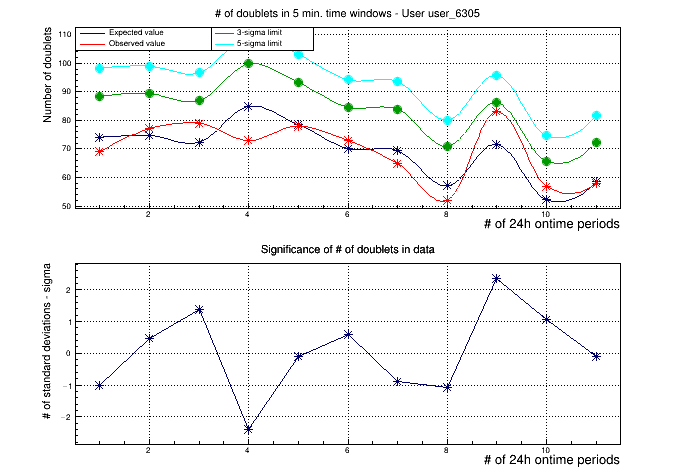 # of doublets in 5 min. time windows - User user_6305
Number of doublets
Expected value
3-sigma limit
Observed value
5-sigma limit
110
100
90
80
70
60
50
2
4
6
8
10
# of 24h ontime periods
Significance of # of doublets in data
# of standard deviations - sigma
2
1
0
−1
−2
2
4
6
8
10
# of 24h ontime periods